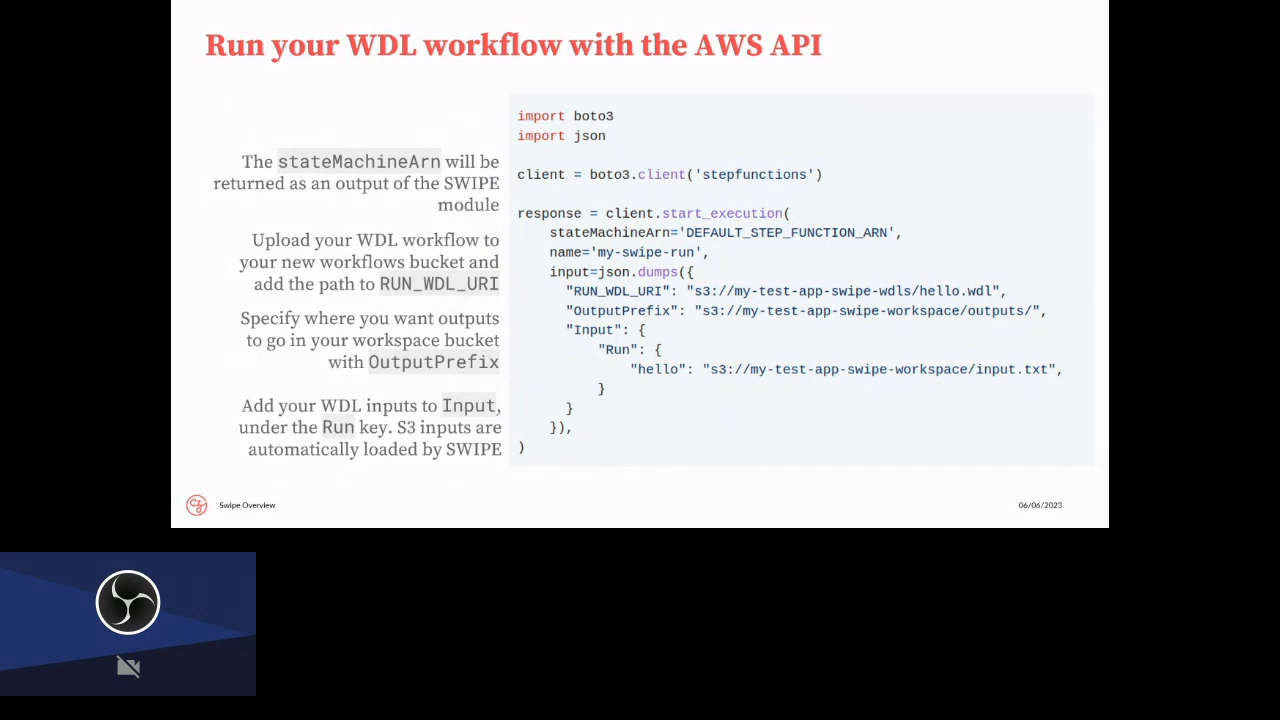 Run your WDL workflow with the AWS API
The stateMachineArn will be
returned as an output of the SWIPE
module
Upload your WDL workflow to
your new workflows bucket and
add the path to RUN_WDL_URI
Specify where you want outputs
to go in your workspace bucket
with OutputPrefix
Add your WDL inputs to Input,
under the Run key. S3 inputs are
automatically loaded by SWIPE
import boto3
import json
client = boto3.client('stepfunctions')
response = client.start_execution(
    stateMachineArn='DEFAULT_STEP_FUNCTION_ARN',
    name='my-swipe-run',
    input=json.dumps({
      "RUN_WDL_URI": "s3://my-test-app-swipe-wdls/hello.wdl",
      "OutputPrefix": "s3://my-test-app-swipe-workspace/outputs/",
      "Input": {
          "Run": {
              "hello": "s3://my-test-app-swipe-workspace/input.txt",
          }
      }
    }),
)
CZI
Swipe Overview
06/06/2023